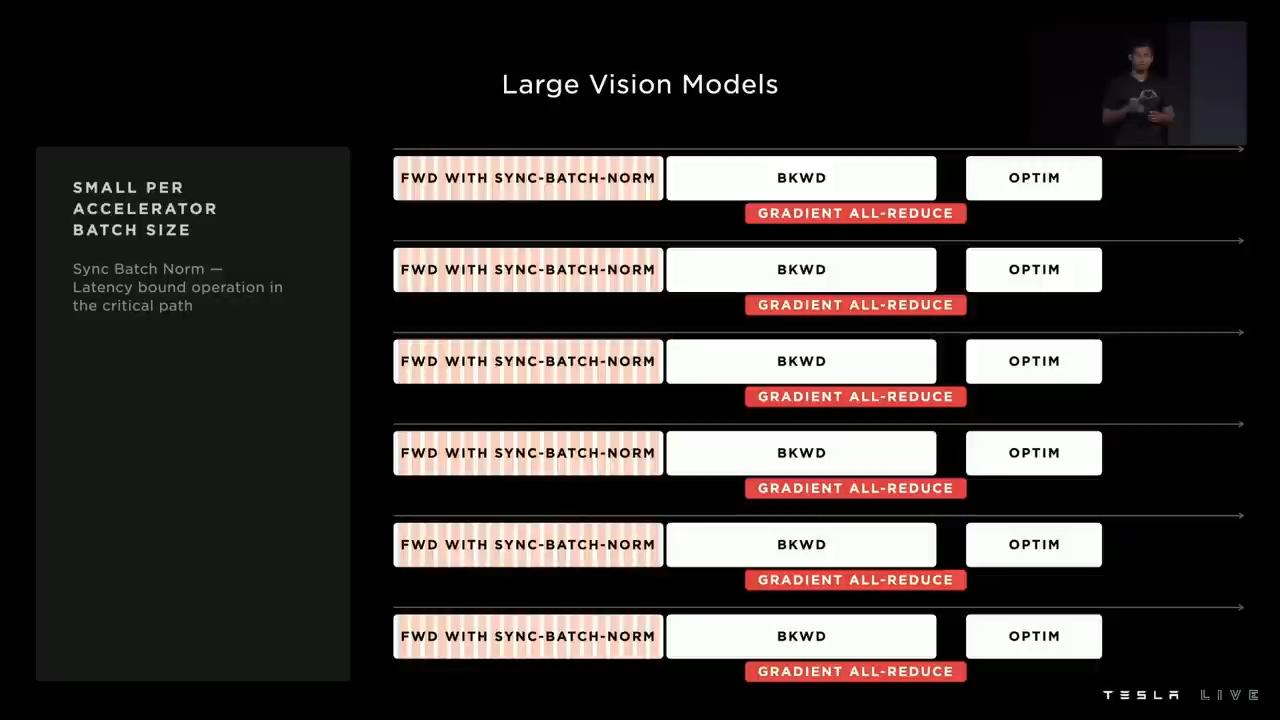 Large Vision Models
SMALL PER
ACCELERATOR
BATCH SIZE
Sync Batch Norm —
Latency bound operation in
the critical path
FWD WITH SYNC-BATCH-NORM BKWD OPTIM
GRADIENT ALL-REDUCE
FWD WITH SYNC-BATCH-NORM BKWD OPTIM
GRADIENT ALL-REDUCE
FWD WITH SYNC-BATCH-NORM BKWD OPTIM
GRADIENT ALL-REDUCE
FWD WITH SYNC-BATCH-NORM BKWD OPTIM
GRADIENT ALL-REDUCE
FWD WITH SYNC-BATCH-NORM BKWD OPTIM
GRADIENT ALL-REDUCE
FWD WITH SYNC-BATCH-NORM BKWD OPTIM
GRADIENT ALL-REDUCE
TESLA LIVE